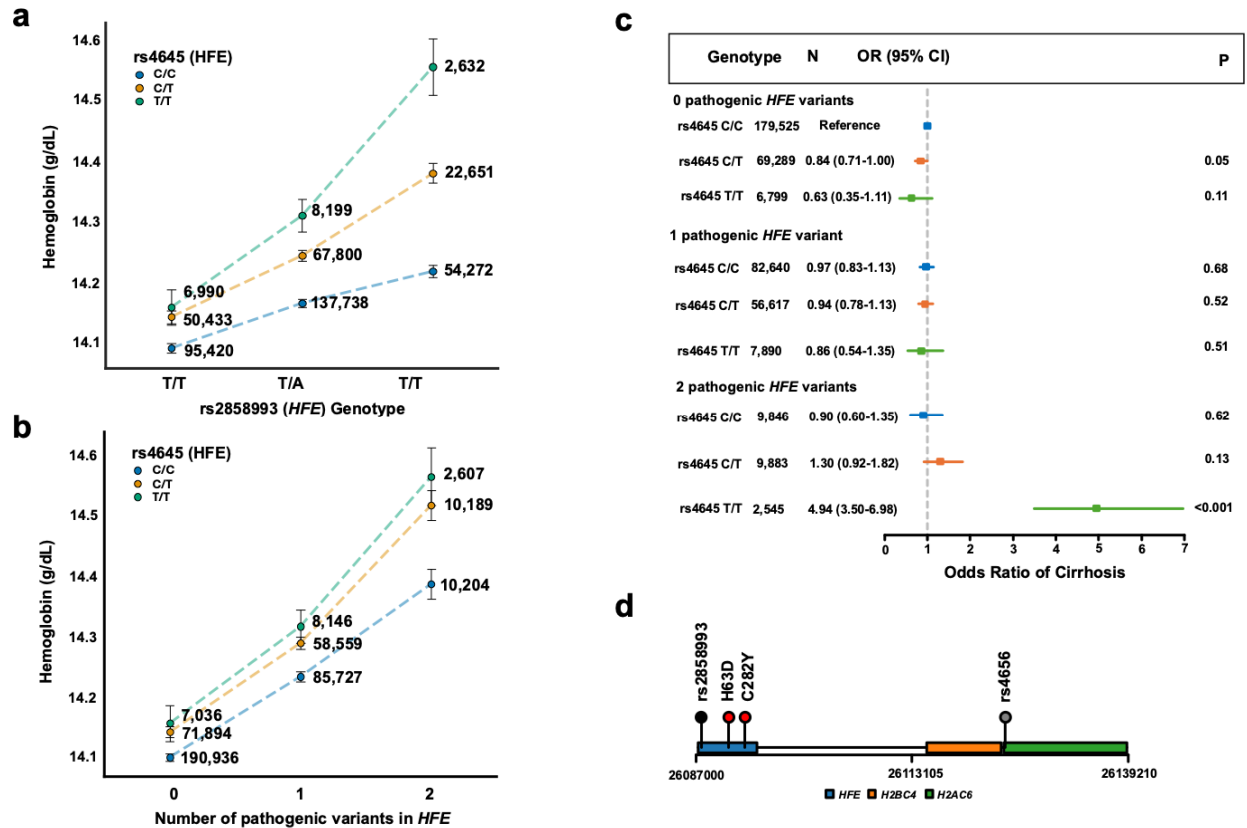 a
14.6
14.5
14.4
14.3
14.2
14.1
Hemoglobin (g/dL)
rs4645 (HFE)
C/C
C/T
T/T
2,632
22,651
54,272
8,199
67,800
137,738
6,990
50,433
95,420
T/T T/A T/T
rs2858993 (HFE) Genotype
b
14.6
14.5
14.4
14.3
14.2
14.1
Hemoglobin (g/dL)
rs4645 (HFE)
C/C
C/T
T/T
2,607
10,189
10,204
8,146
58,559
85,727
7,036
71,894
190,936
0 1 2
Number of pathogenic variants in HFE
c
Genotype N OR (95% CI) P
0 pathogenic HFE variants
rs4645 C/C 179,525 Reference
rs4645 C/T 69,289 0.84 (0.71-1.00) 0.05
rs4645 T/T 6,799 0.63 (0.35-1.11) 0.11
1 pathogenic HFE variant
rs4645 C/C 82,640 0.97 (0.83-1.13) 0.68
rs4645 C/T 56,617 0.94 (0.78-1.13) 0.52
rs4645 T/T 7,890 0.86 (0.54-1.35) 0.51
2 pathogenic HFE variants
rs4645 C/C 9,846 0.90 (0.60-1.35) 0.62
rs4645 C/T 9,883 1.30 (0.92-1.82) 0.13
rs4645 T/T 2,545 4.94 (3.50-6.98) <0.001
0 1 2 3 4 5 6 7
Odds Ratio of Cirrhosis
d
rs2858993
H63D
C282Y
rs4656
26087000 26113105 26139210
HFE H2BC4 H2AC6